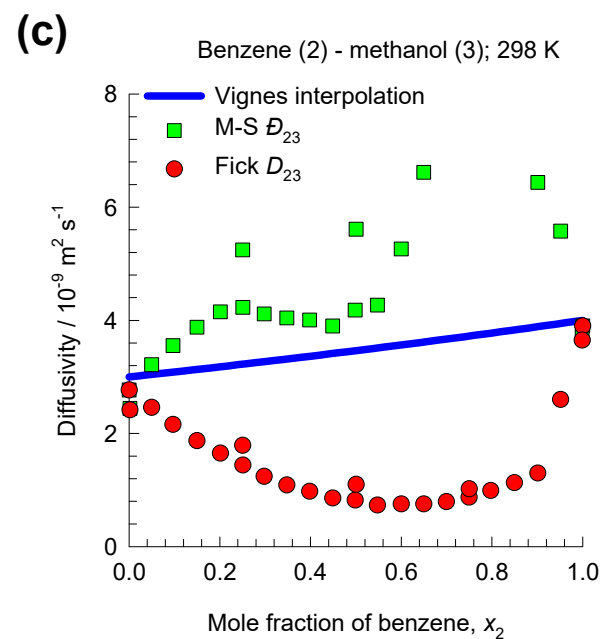 (c)
Benzene (2) - methanol (3); 298 K
Vignes interpolation
M-S Đ₂₃
Fick D₂₃
Diffusivity / 10⁻⁹ m² s⁻¹
8
6
4
2
0
0.0 0.2 0.4 0.6 0.8 1.0
Mole fraction of benzene, x₂